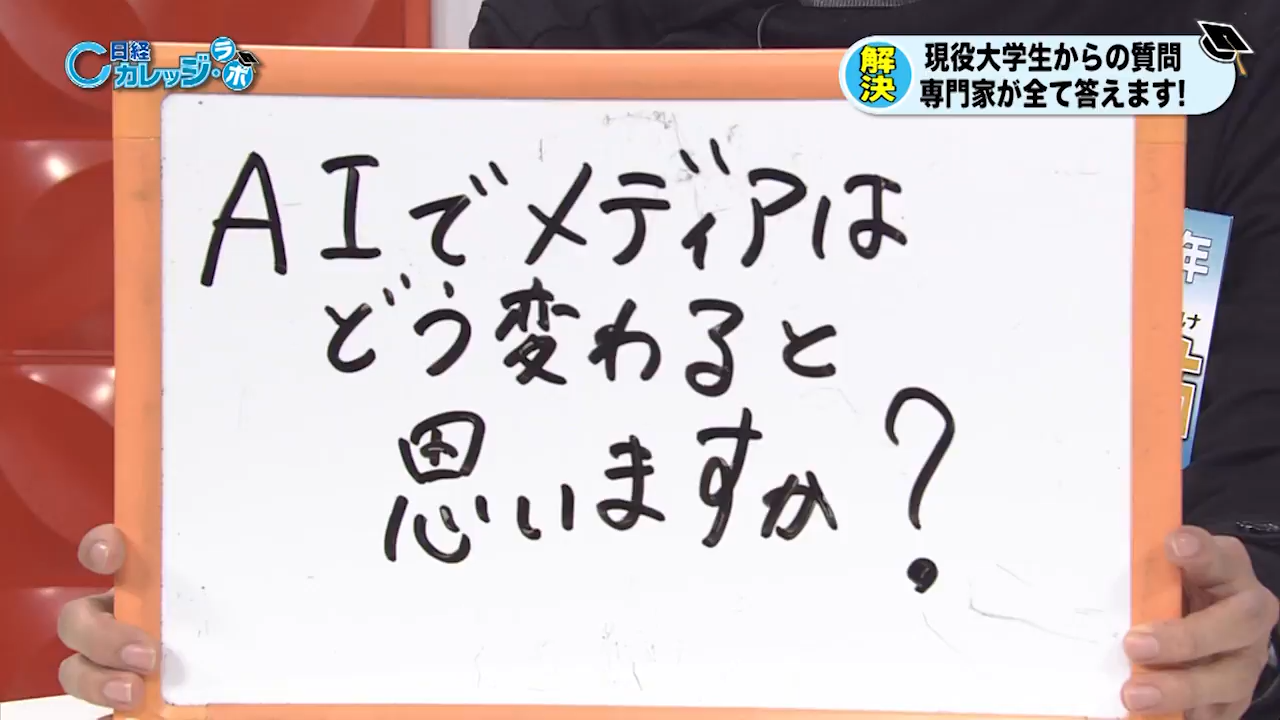 日経
カレッジ・ラボ
解決
現役大学生からの質問
専門家が全て答えます!
AIでメディアは
どう変わると
思いますか?
年